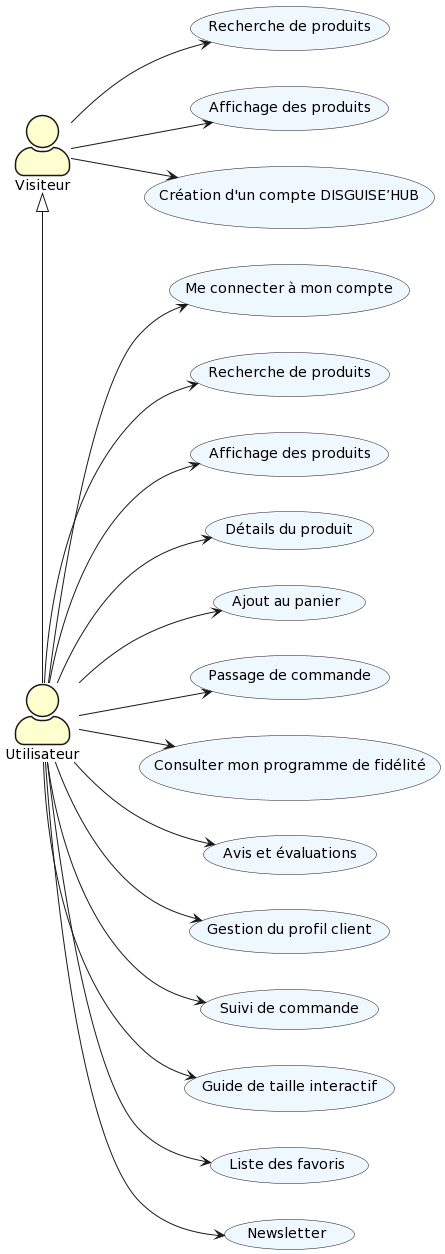 Recherche de produits
Affichage des produits
Visiteur
Création d'un compte DISGUISE’HUB
Me connecter à mon compte
Recherche de produits
Affichage des produits
Détails du produit
Ajout au panier
Passage de commande
Utilisateur
Consulter mon programme de fidélité
Avis et évaluations
Gestion du profil client
Suivi de commande
Guide de taille interactif
Liste des favoris
Newsletter